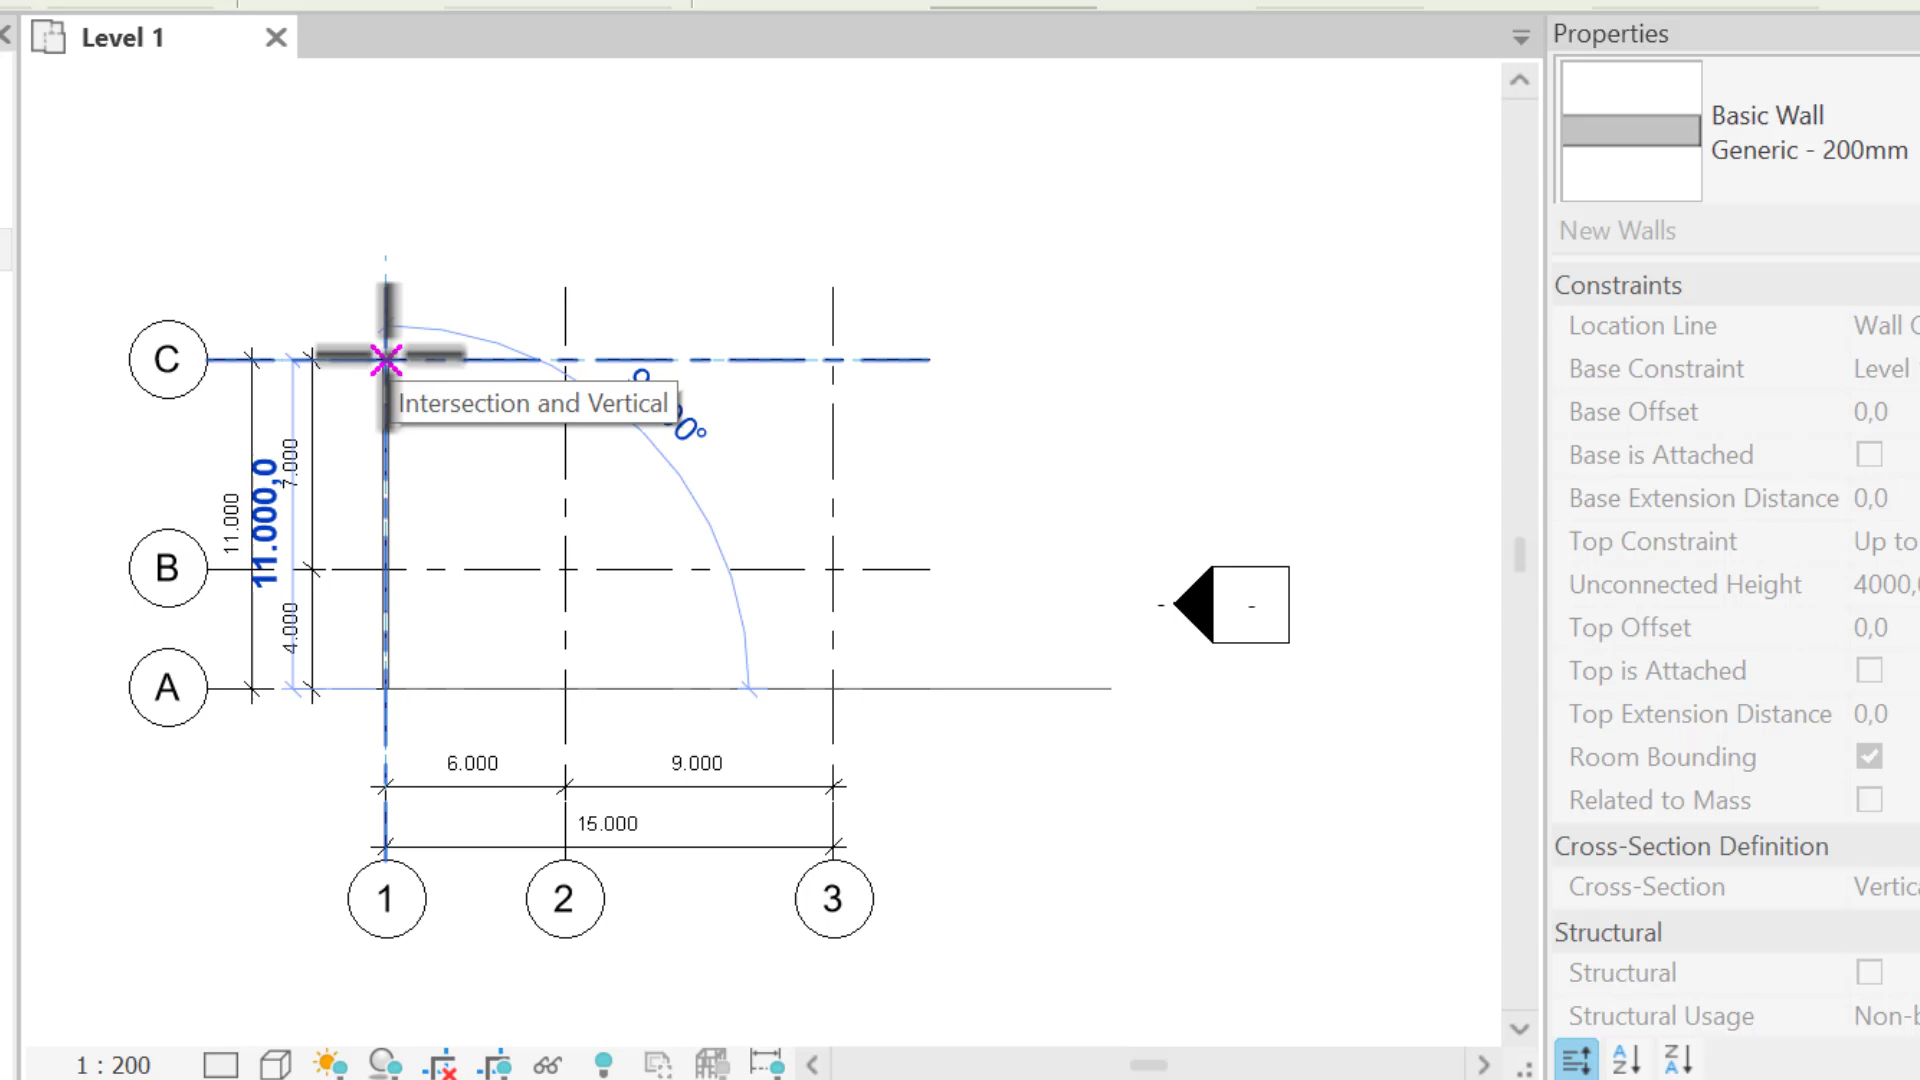 Level 1
Properties
Basic Wall
Generic - 200mm
New Walls
Constraints
Location Line Wall
Base Constraint Level
Base Offset 0,0
Base is Attached
Base Extension Distance 0,0
Top Constraint Up to
Unconnected Height 4000,
Top Offset 0,0
Top is Attached
Top Extension Distance 0,0
Room Bounding
Related to Mass
Cross-Section Definition
Cross-Section
Structural
Structural
Structural Usage
C
B
A
Intersection and Vertical
0°
11.000
11.000,0
7.000
4.000
- -
6.000 9.000
15.000
1 2 3
1 : 200
A Z
Z A